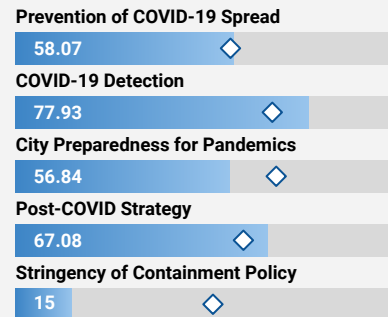 Prevention of COVID-19 Spread
58.07
COVID-19 Detection
77.93
City Preparedness for Pandemics
56.84
Post-COVID Strategy
67.08
Stringency of Containment Policy
15